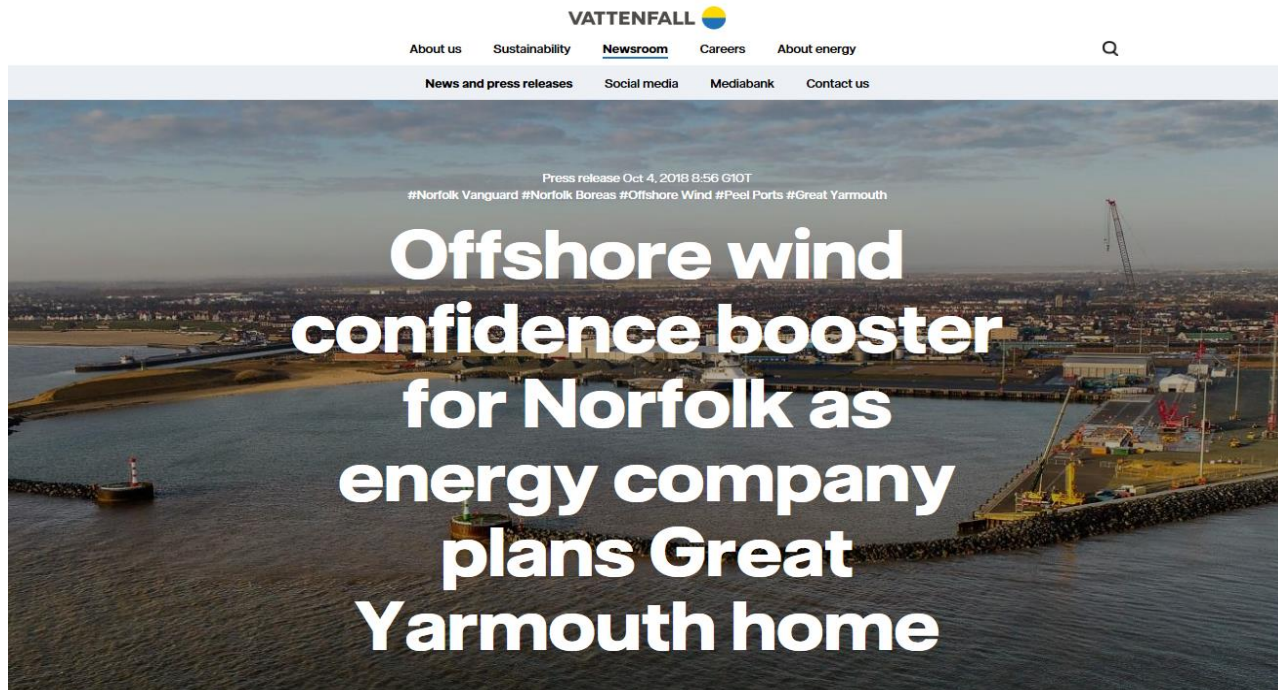 VATTENFALL
About us Sustainability Newsroom Careers About energy
News and press releases Social media Mediabank Contact us
Press release Oct 4, 2018 8:56 G10T
#Norfolk Vanguard #Norfolk Boreas #Offshore Wind #Peel Ports #Great Yarmouth
Offshore wind
confidence booster
for Norfolk as
energy company
plans Great
Yarmouth home